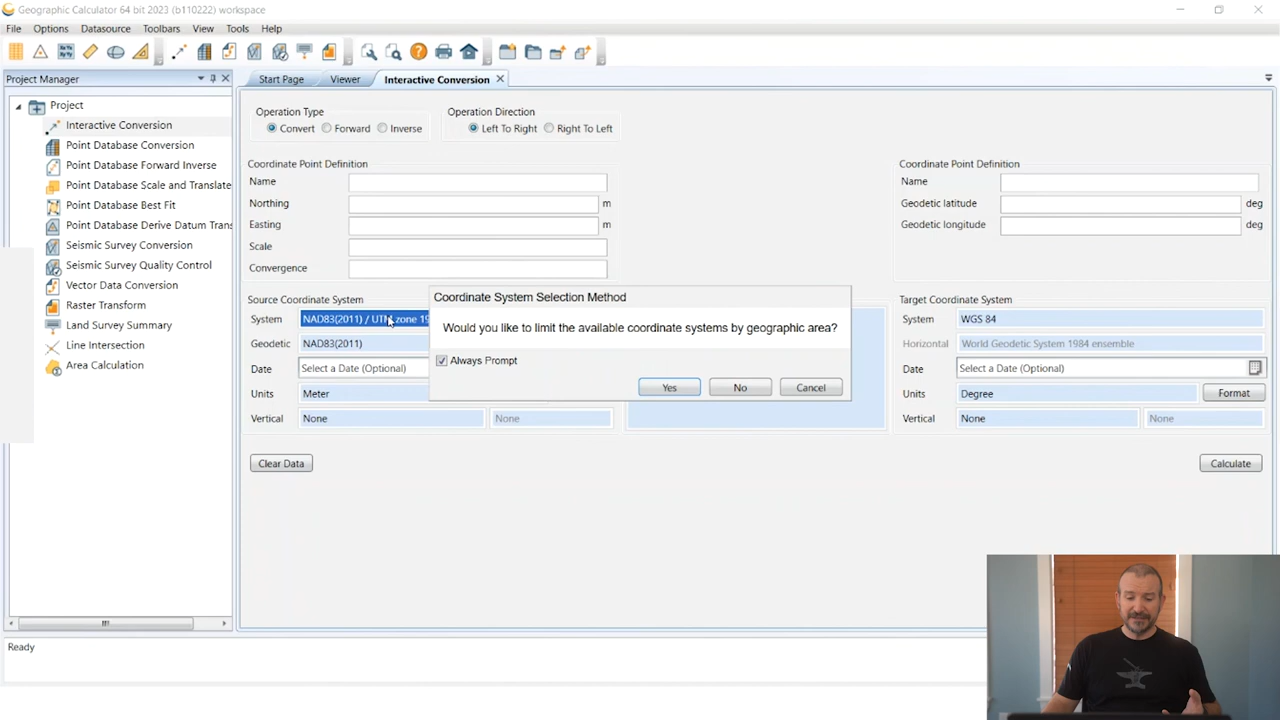 Geographic Calculator 64 bit 2023 (b110222) workspace
File Options Datasource Toolbars View Tools Help
Project Manager
Start Page Viewer Interactive Conversion
Project
Interactive Conversion
Point Database Conversion
Point Database Forward Inverse
Point Database Scale and Translate
Point Database Best Fit
Point Database Derive Datum Trans
Seismic Survey Conversion
Seismic Survey Quality Control
Vector Data Conversion
Raster Transform
Land Survey Summary
Line Intersection
Area Calculation
Operation Type
Convert Forward Inverse
Operation Direction
Left To Right Right To Left
Coordinate Point Definition
Name
Northing m
Easting m
Scale
Convergence
Coordinate Point Definition
Name
Geodetic latitude deg
Geodetic longitude deg
Source Coordinate System
System NAD83(2011) / UTM zone 19
Geodetic NAD83(2011)
Date Select a Date (Optional)
Units Meter
Vertical None None
Coordinate System Selection Method
Would you like to limit the available coordinate systems by geographic area?
Always Prompt
Yes No Cancel
Target Coordinate System
System WGS 84
Horizontal World Geodetic System 1984 ensemble
Date Select a Date (Optional)
Units Degree Format
Vertical None None
Clear Data Calculate
Ready